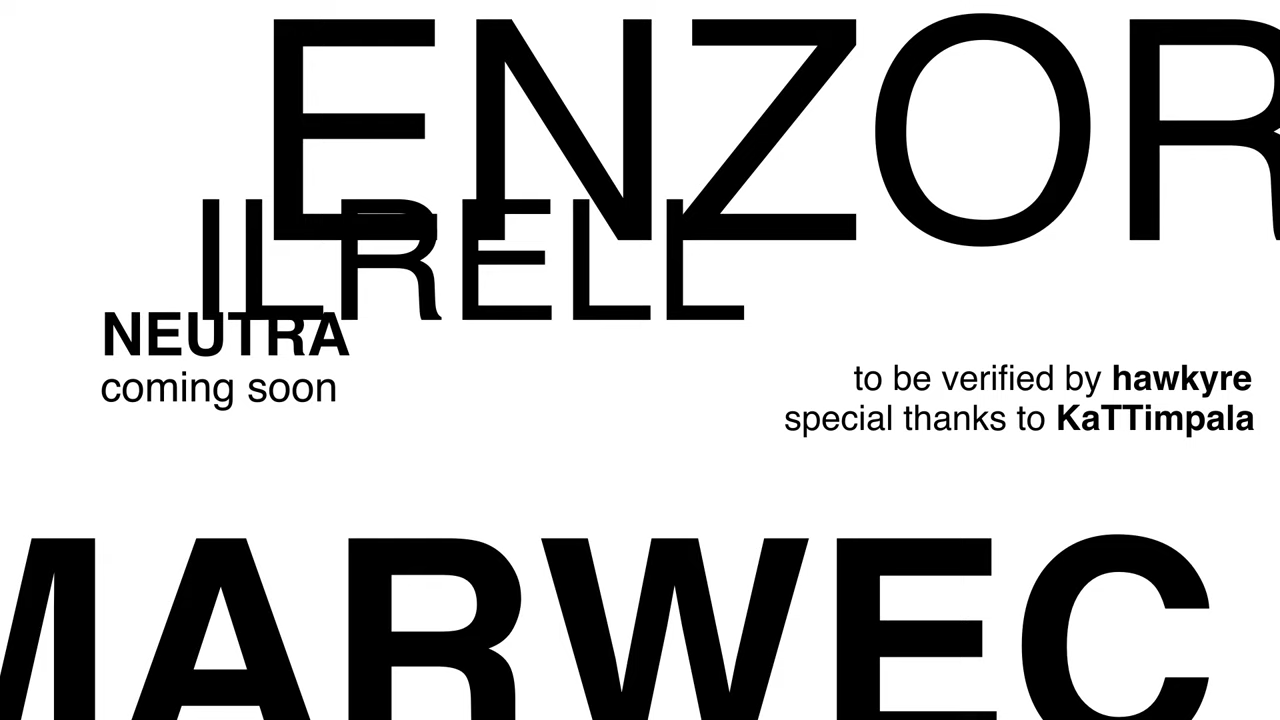 ENZOR
ILRELL
NEUTRA
coming soon
to be verified by hawkyre
special thanks to KaTTimpala
MARWEC